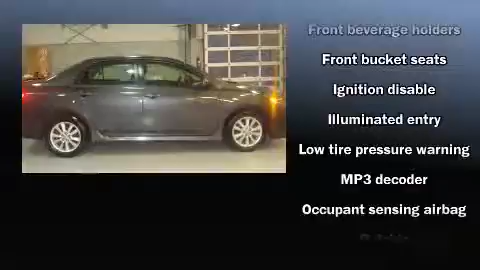 Front beverage holders
Front bucket seats
Ignition disable
Illuminated entry
Low tire pressure warning
MP3 decoder
Occupant sensing airbag